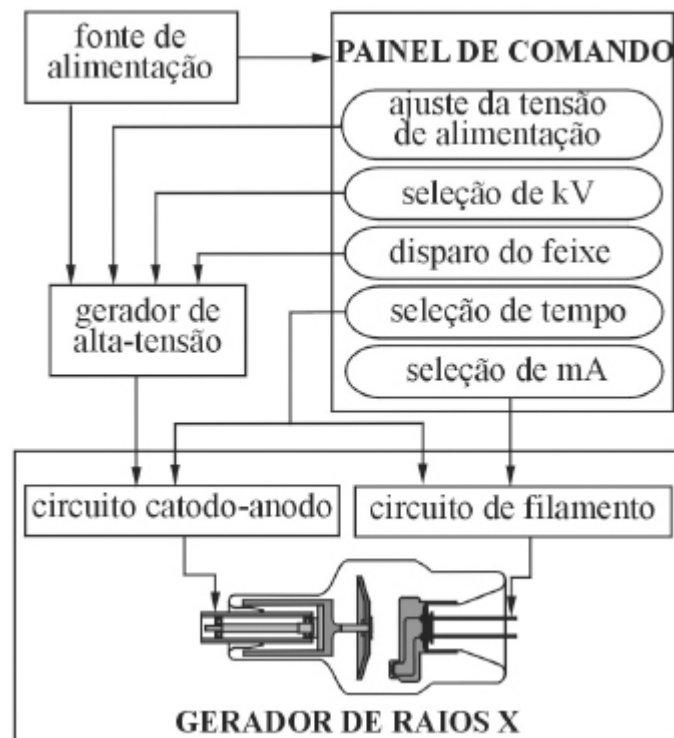 fonte de
alimentação
PAINEL DE COMANDO
ajuste da tensão
de alimentação
seleção de kV
disparo do feixe
seleção de tempo
seleção de mA
gerador de
alta-tensão
circuito catodo-anodo
circuito de filamento
GERADOR DE RAIOS X